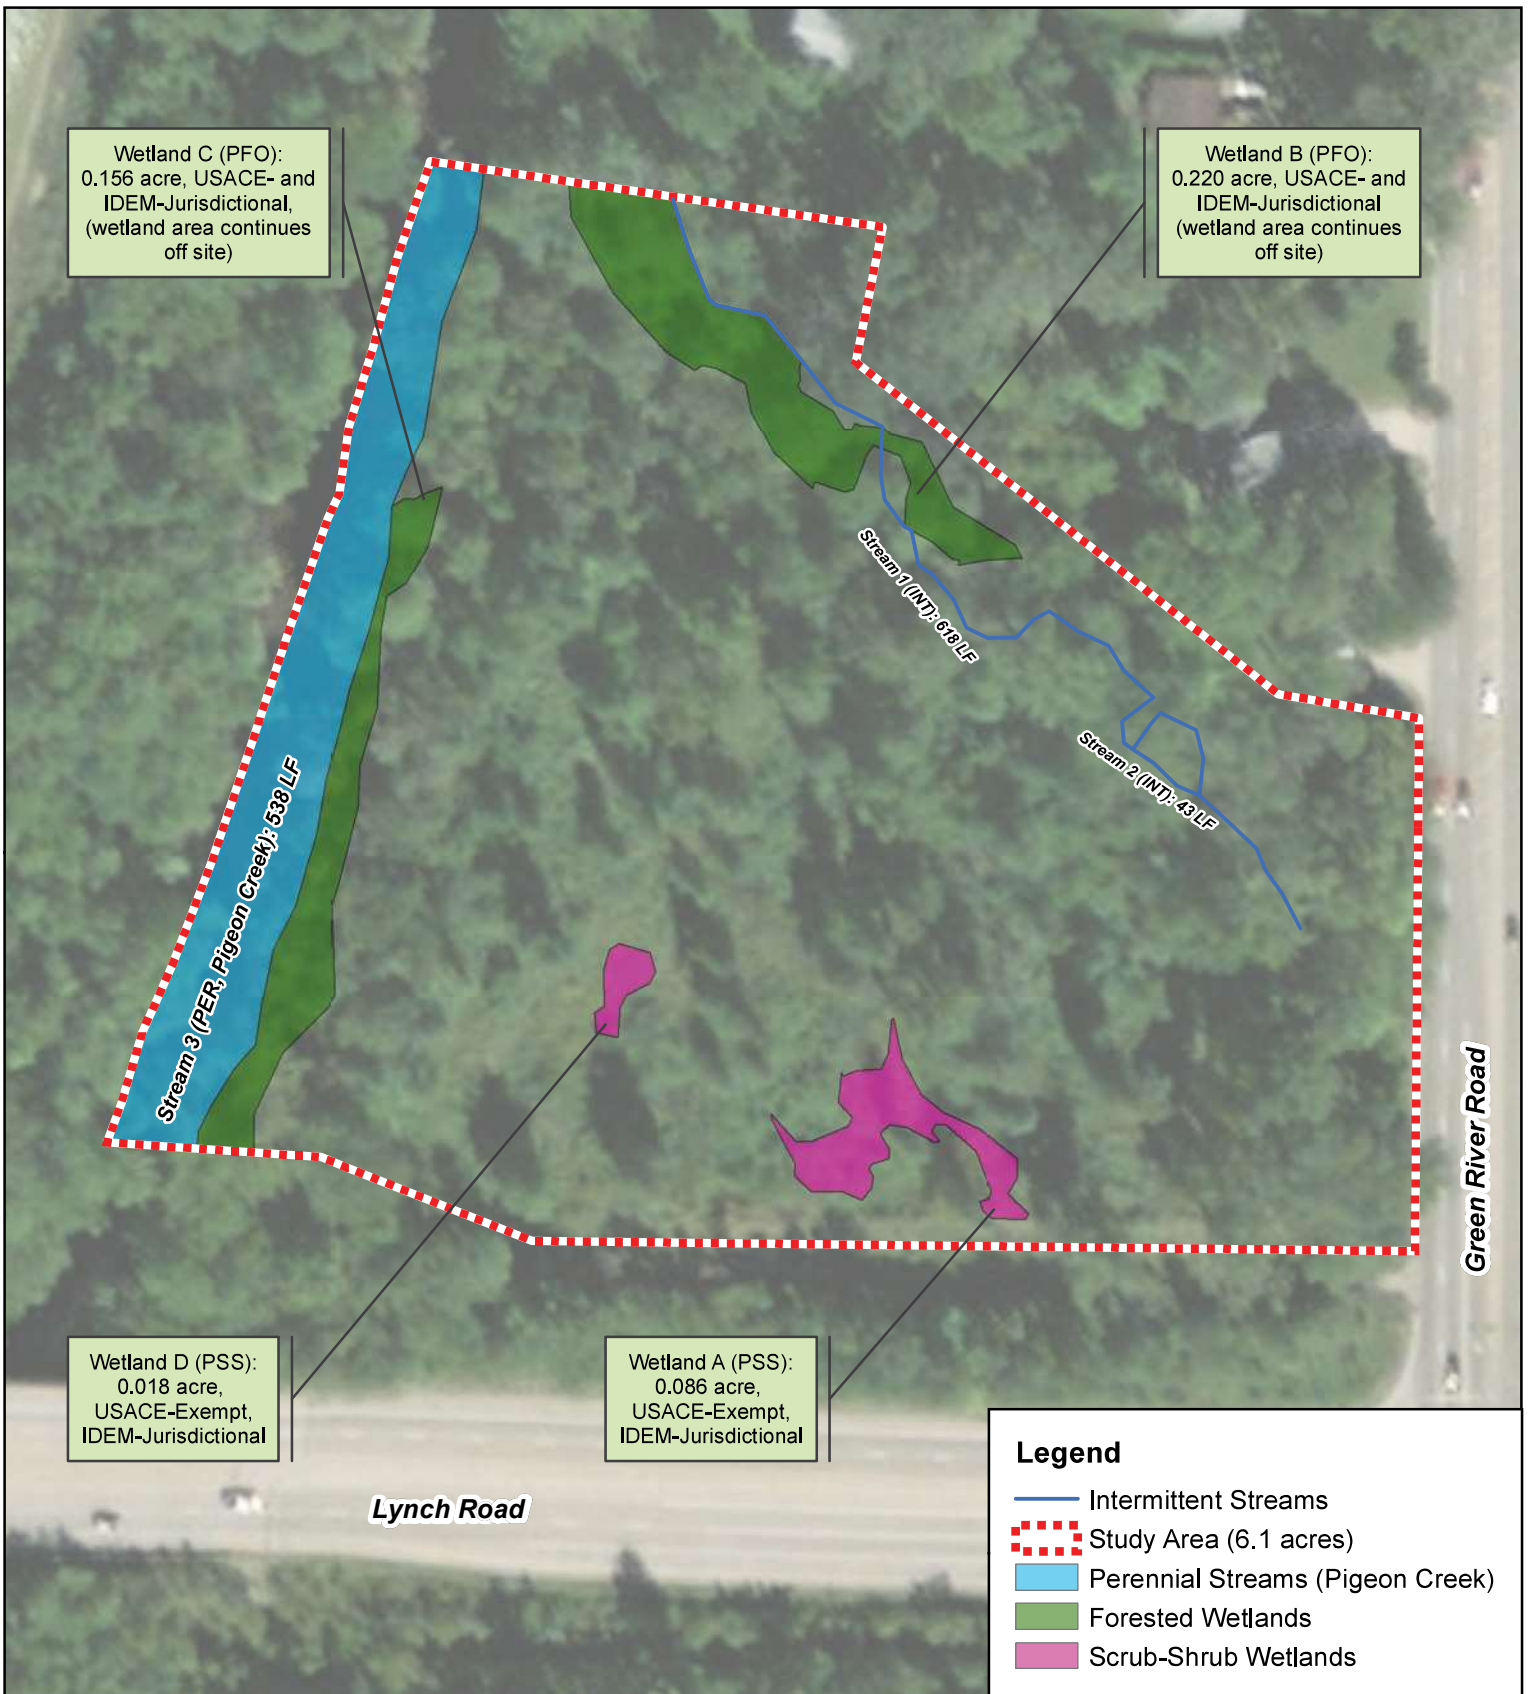 Wetland C (PFO):
0.156 acre, USACE- and
IDEM-Jurisdictional,
(wetland area continues
off site)
Wetland B (PFO):
0.220 acre, USACE- and
IDEM-Jurisdictional
(wetland area continues
off site)
Stream 1 (INT): 618 LF
Stream 2 (INT): 43 LF
Stream 3 (PER, Pigeon Creek): 538 LF
Green River Road
Wetland D (PSS):
0.018 acre,
USACE-Exempt,
IDEM-Jurisdictional
Wetland A (PSS):
0.086 acre,
USACE-Exempt,
IDEM-Jurisdictional
Lynch Road
Legend
Intermittent Streams
Study Area (6.1 acres)
Perennial Streams (Pigeon Creek)
Forested Wetlands
Scrub-Shrub Wetlands